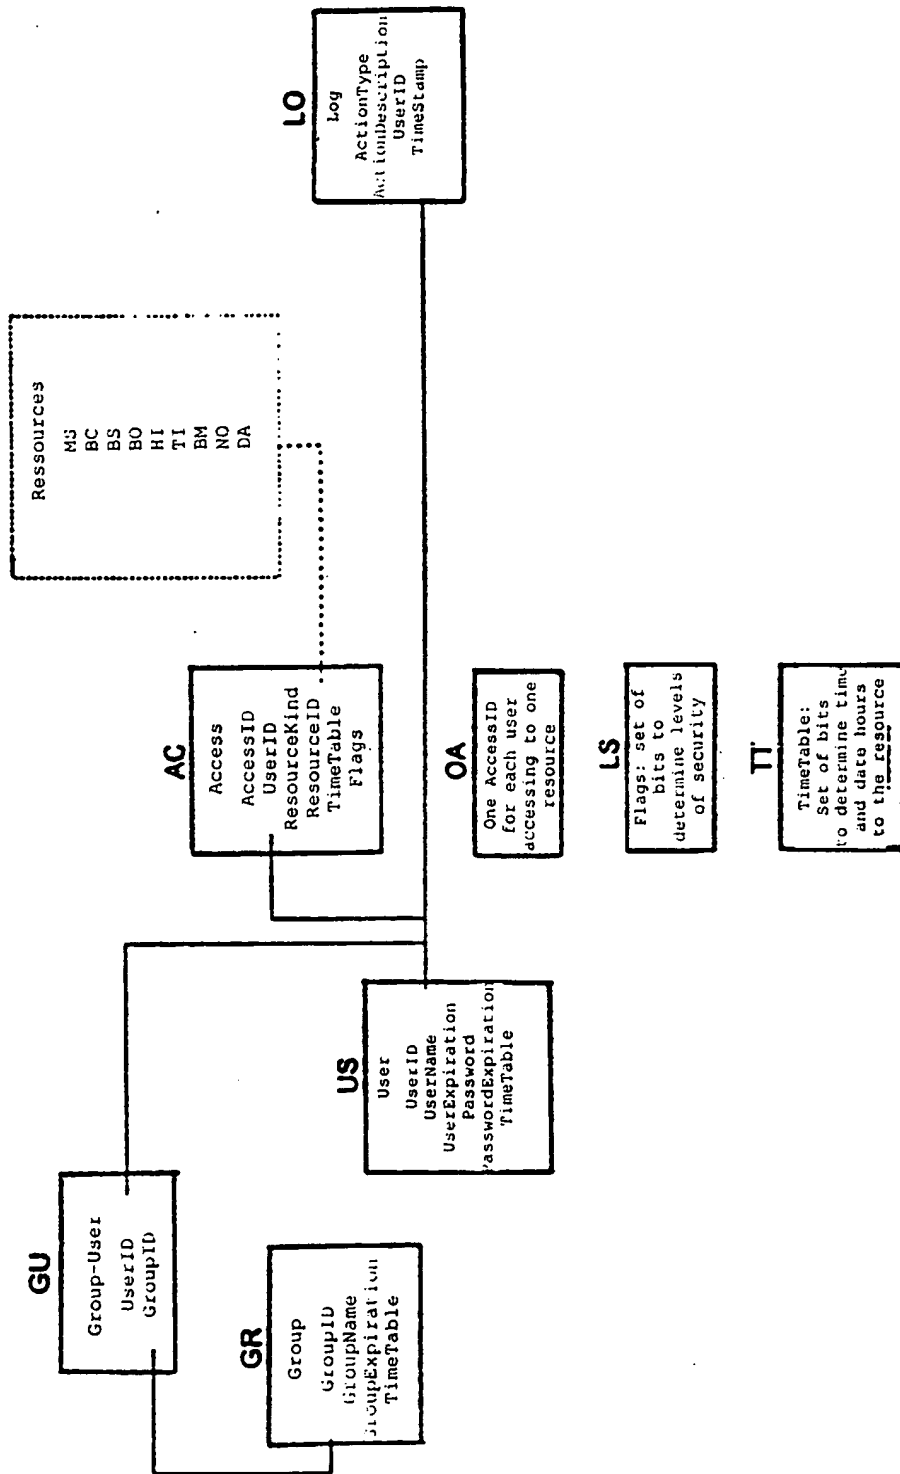 GU
Group-User
UserID
GroupID
GR
Group
GroupID
GroupName
GroupExpiration
TimeTable
US
User
UserID
UserName
UserExpiration
Password
PasswordExpiration
TimeTable
AC
Access
AccessID
UserID
ResourceKind
ResourceID
TimeTable
Flags
OA
One AccessID
for each user
accessing to one
resource
LS
Flags: set of
bits to
determine levels
of security
TT
TimeTable:
Set of bits
to determine time
and date hours
to the resource
Ressources
MS
BC
BS
BO
HI
TI
BM
NO
DA
LO
Log
ActionType
ActionDescription
UserID
TimeStamp